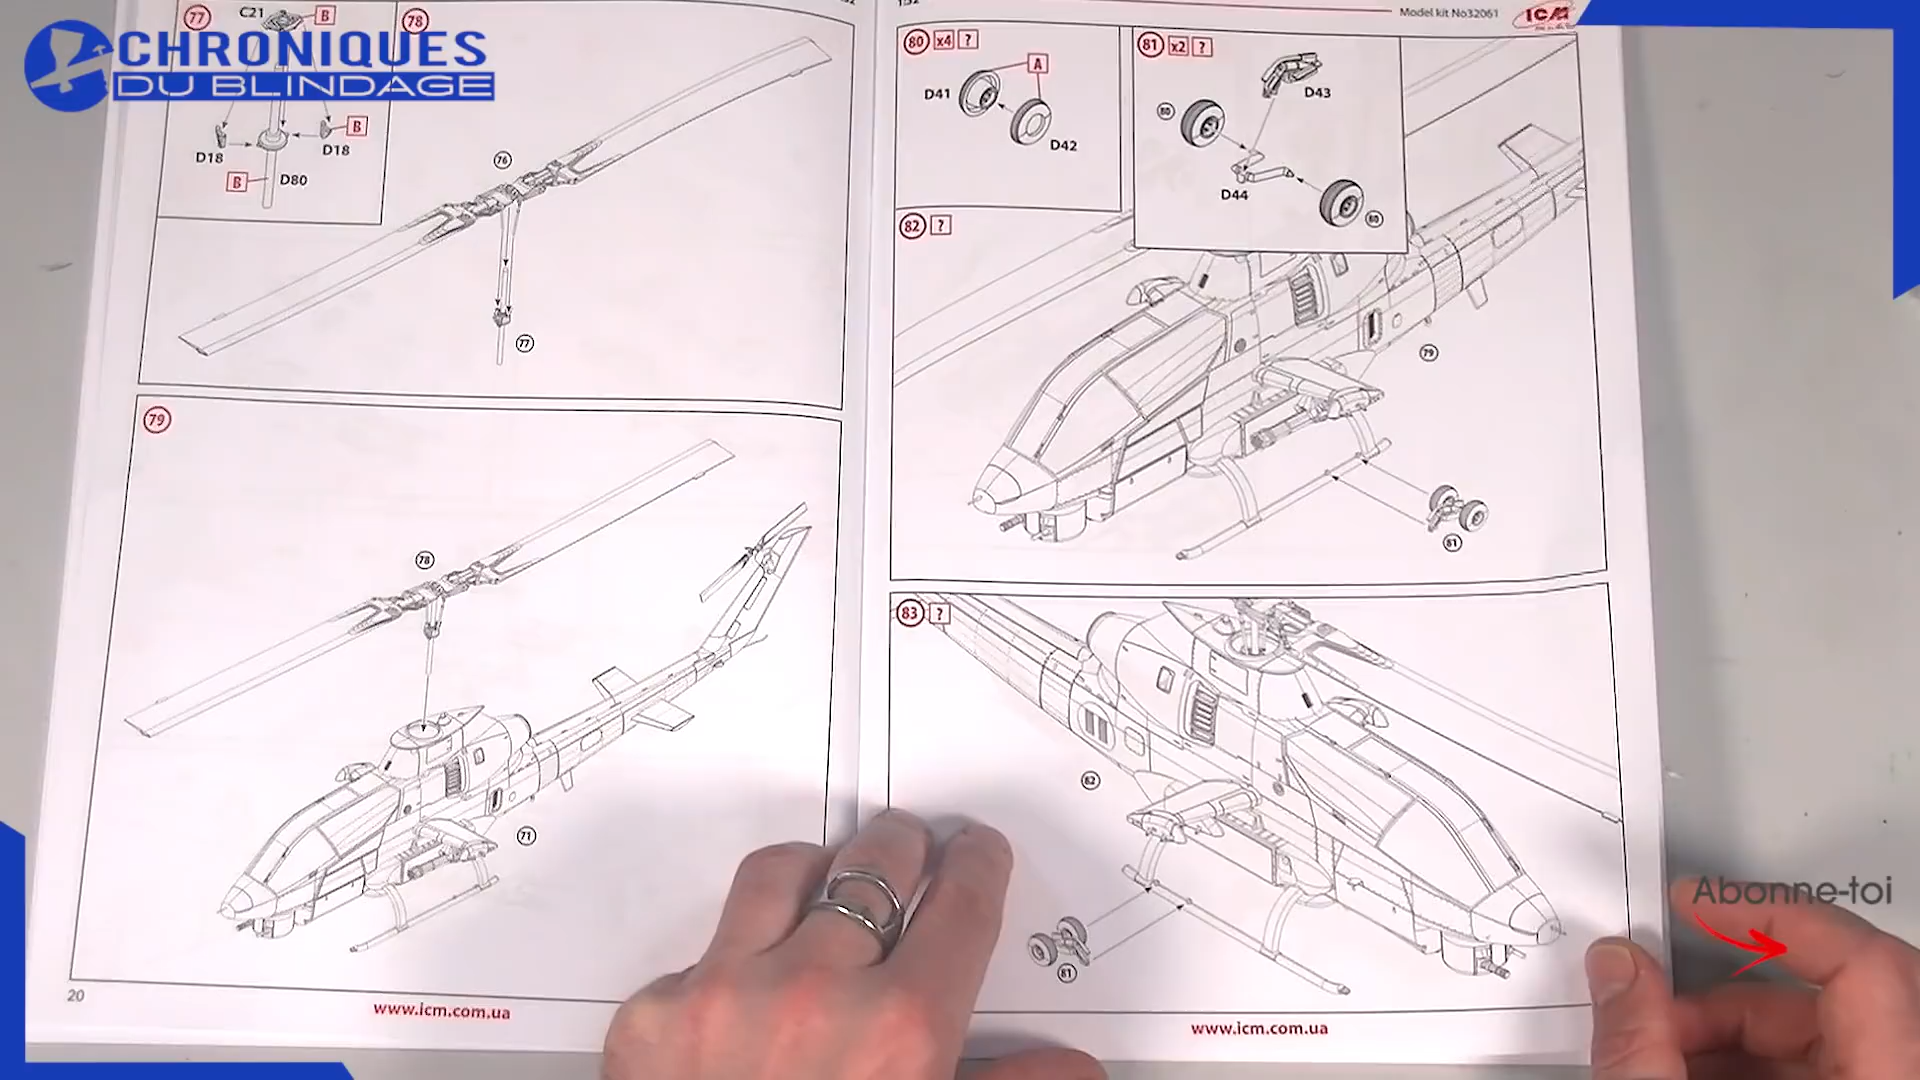 CHRONIQUES
DU BLINDAGE
77
C21
B
D18
D18
B
B
D80
78
76
77
79
78
71
20
www.icm.com.ua
Model kit No32061
ICM
80 x4 ?
A
D41
D42
81 x2 ?
D43
80
D44
80
82 ?
79
81
83 ?
82
81
www.icm.com.ua
Abonne-toi